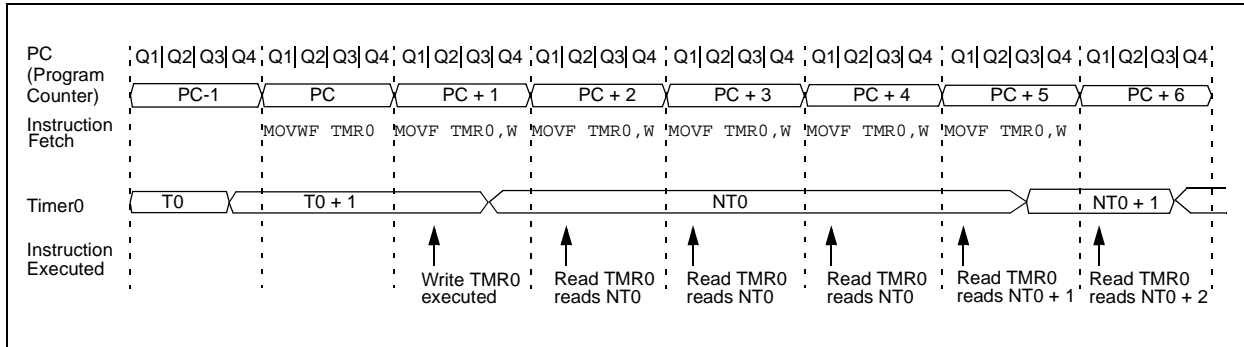 PC
(Program
Counter)
Q1 Q2 Q3 Q4 Q1 Q2 Q3 Q4 Q1 Q2 Q3 Q4 Q1 Q2 Q3 Q4 Q1 Q2 Q3 Q4 Q1 Q2 Q3 Q4 Q1 Q2 Q3 Q4 Q1 Q2 Q3 Q4
PC-1 PC PC + 1 PC + 2 PC + 3 PC + 4 PC + 5 PC + 6
Instruction
Fetch
MOVWF TMR0 MOVF TMR0,W MOVF TMR0,W MOVF TMR0,W MOVF TMR0,W MOVF TMR0,W
Timer0
T0 T0 + 1 NT0 NT0 + 1
Instruction
Executed
Write TMR0
executed
Read TMR0
reads NT0
Read TMR0
reads NT0
Read TMR0
reads NT0
Read TMR0
reads NT0 + 1
Read TMR0
reads NT0 + 2